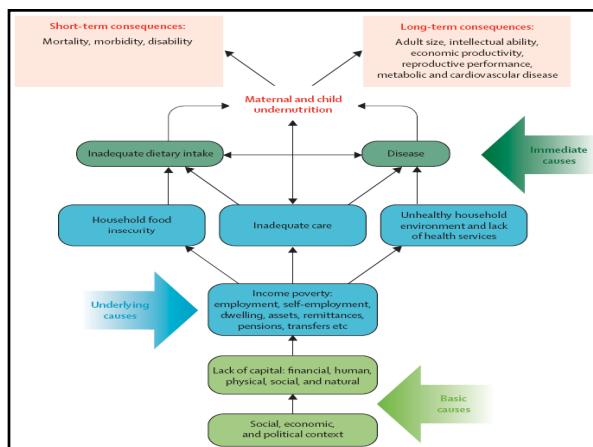 Short-term consequences:
Mortality, morbidity, disability
Long-term consequences:
Adult size, intellectual ability,
economic productivity,
reproductive performance,
metabolic and cardiovascular disease
Maternal and child
undernutrition
Inadequate dietary intake
Disease
Immediate
causes
Household food
insecurity
Inadequate care
Unhealthy household
environment and lack
of health services
Underlying
causes
Income poverty:
employment, self-employment,
dwelling, assets, remittances,
pensions, transfers etc
Lack of capital: financial, human,
physical, social, and natural
Basic
causes
Social, economic,
and political context